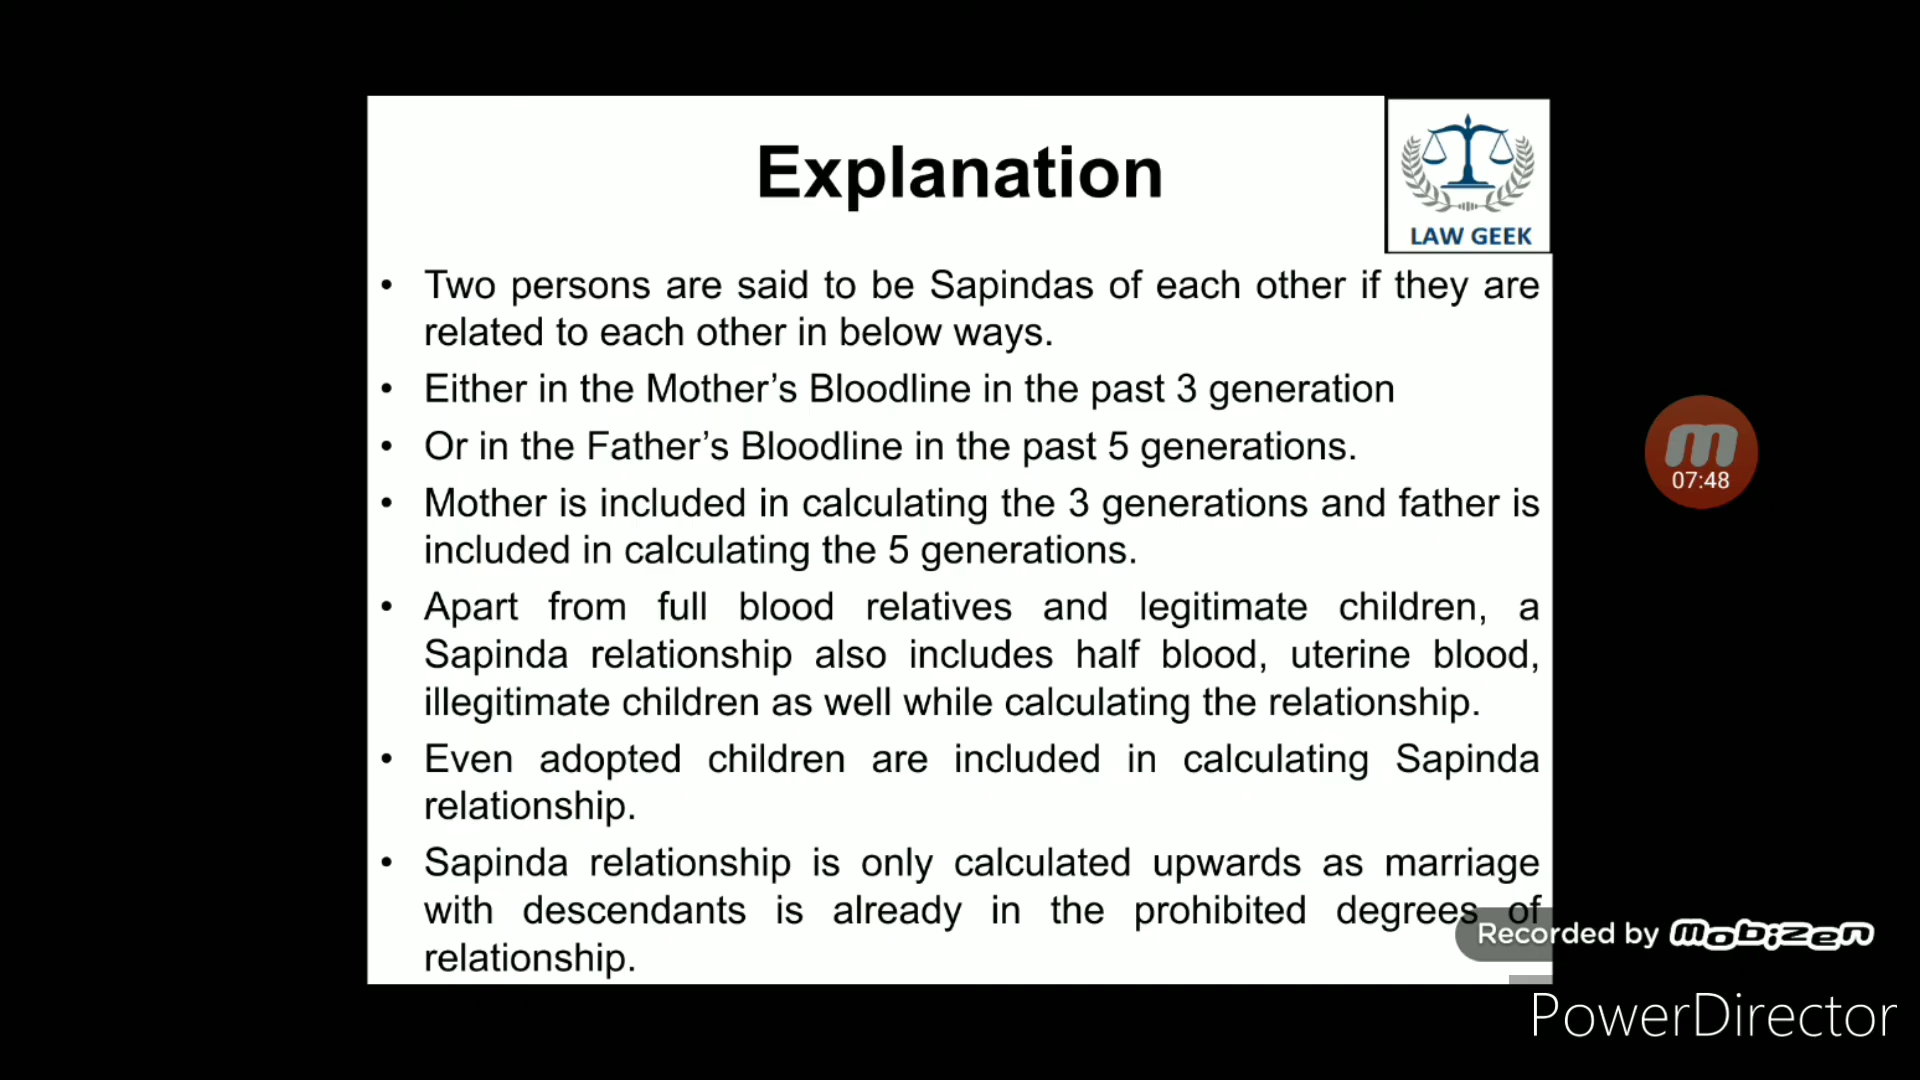 Explanation
LAW GEEK
• Two persons are said to be Sapindas of each other if they are
related to each other in below ways.
• Either in the Mother’s Bloodline in the past 3 generation
• Or in the Father’s Bloodline in the past 5 generations.
• Mother is included in calculating the 3 generations and father is
included in calculating the 5 generations.
• Apart from full blood relatives and legitimate children, a
Sapinda relationship also includes half blood, uterine blood,
illegitimate children as well while calculating the relationship.
• Even adopted children are included in calculating Sapinda
relationship.
• Sapinda relationship is only calculated upwards as marriage
with descendants is already in the prohibited degrees of
relationship.
m
07:48
Recorded by mobizen
PowerDirector